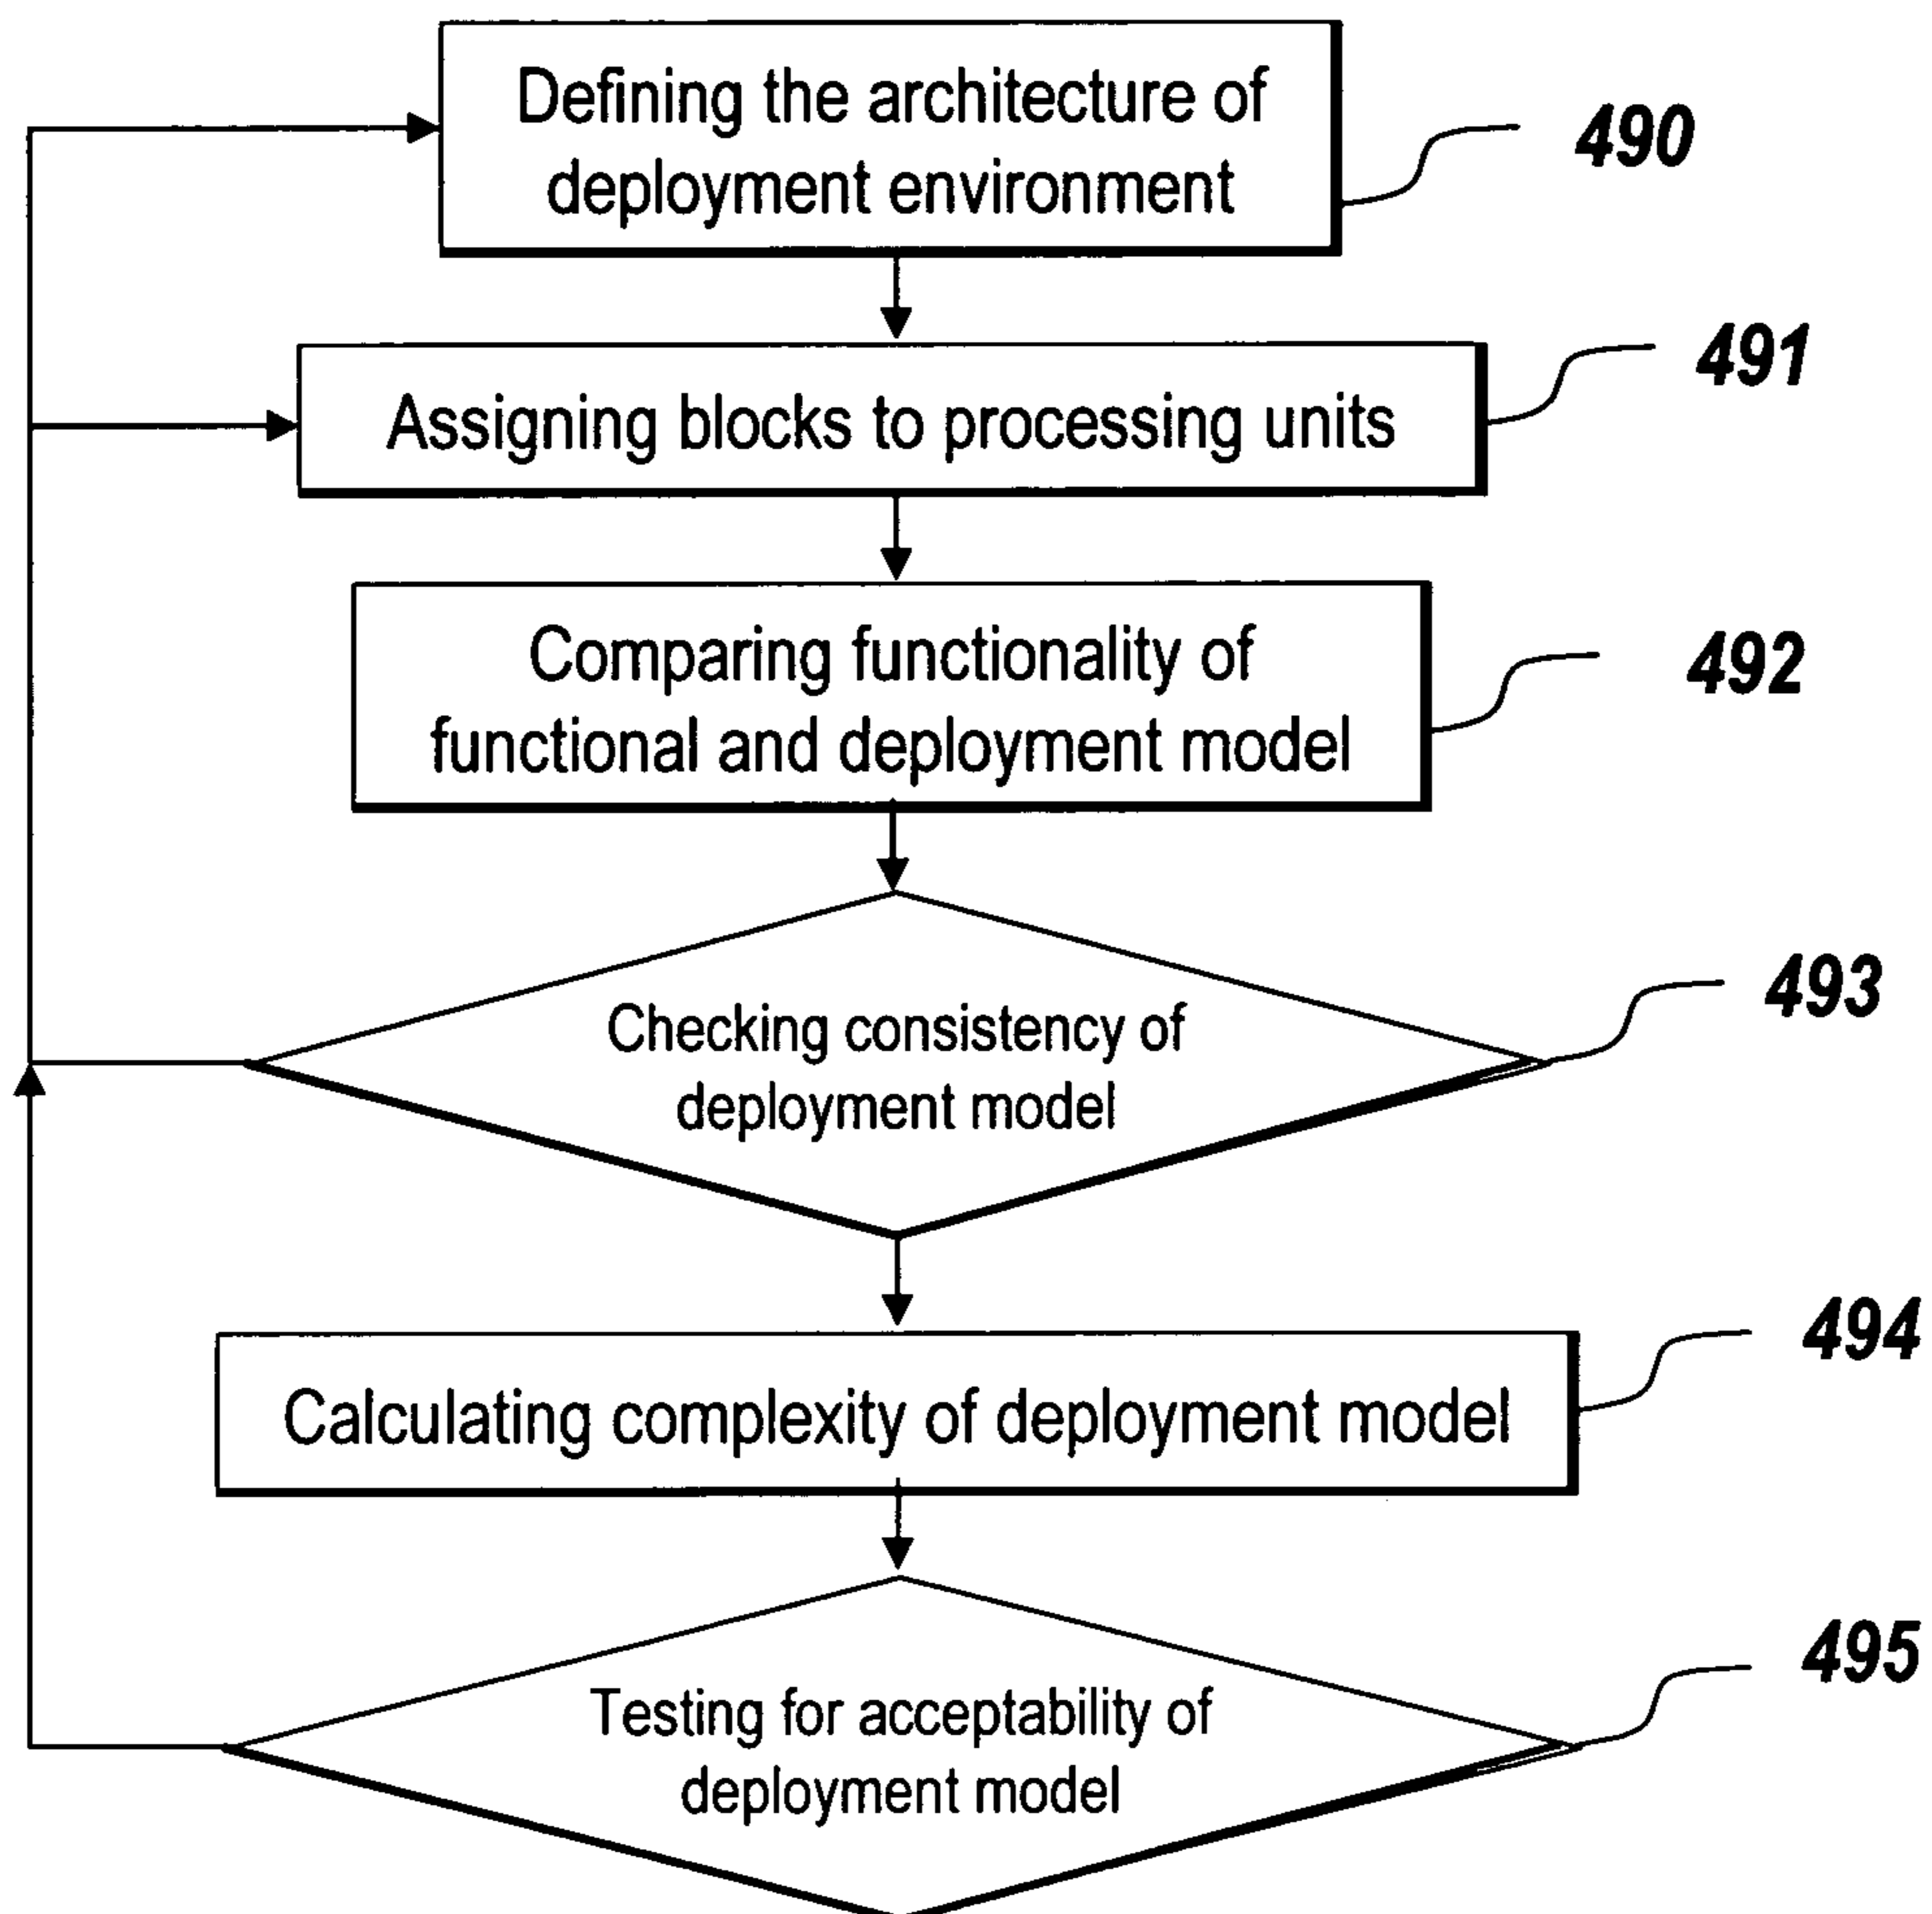 Defining the architecture of
deployment environment
490
Assigning blocks to processing units
491
Comparing functionality of
functional and deployment model
492
Checking consistency of
deployment model
493
Calculating complexity of deployment model
494
Testing for acceptability of
deployment model
495